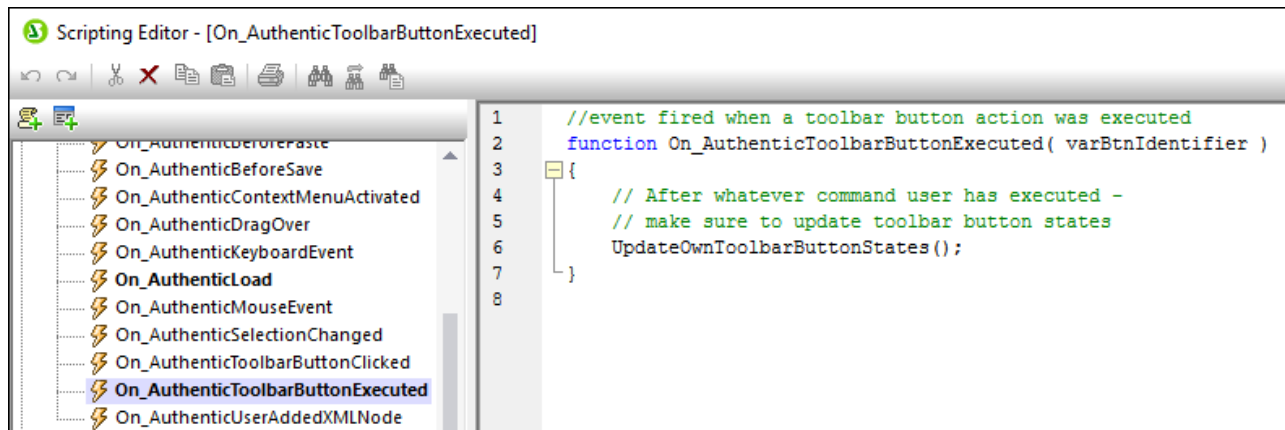 Scripting Editor - [On_AuthenticToolbarButtonExecuted]
On_AuthenticBeforePaste
On_AuthenticBeforeSave
On_AuthenticContextMenuActivated
On_AuthenticDragOver
On_AuthenticKeyboardEvent
On_AuthenticLoad
On_AuthenticMouseEvent
On_AuthenticSelectionChanged
On_AuthenticToolbarButtonClicked
On_AuthenticToolbarButtonExecuted
On_AuthenticUserAddedXMLNode
1 //event fired when a toolbar button action was executed
2 function On_AuthenticToolbarButtonExecuted( varBtnIdentifier )
3 {
4 // After whatever command user has executed -
5 // make sure to update toolbar button states
6 UpdateOwnToolbarButtonStates();
7 }
8